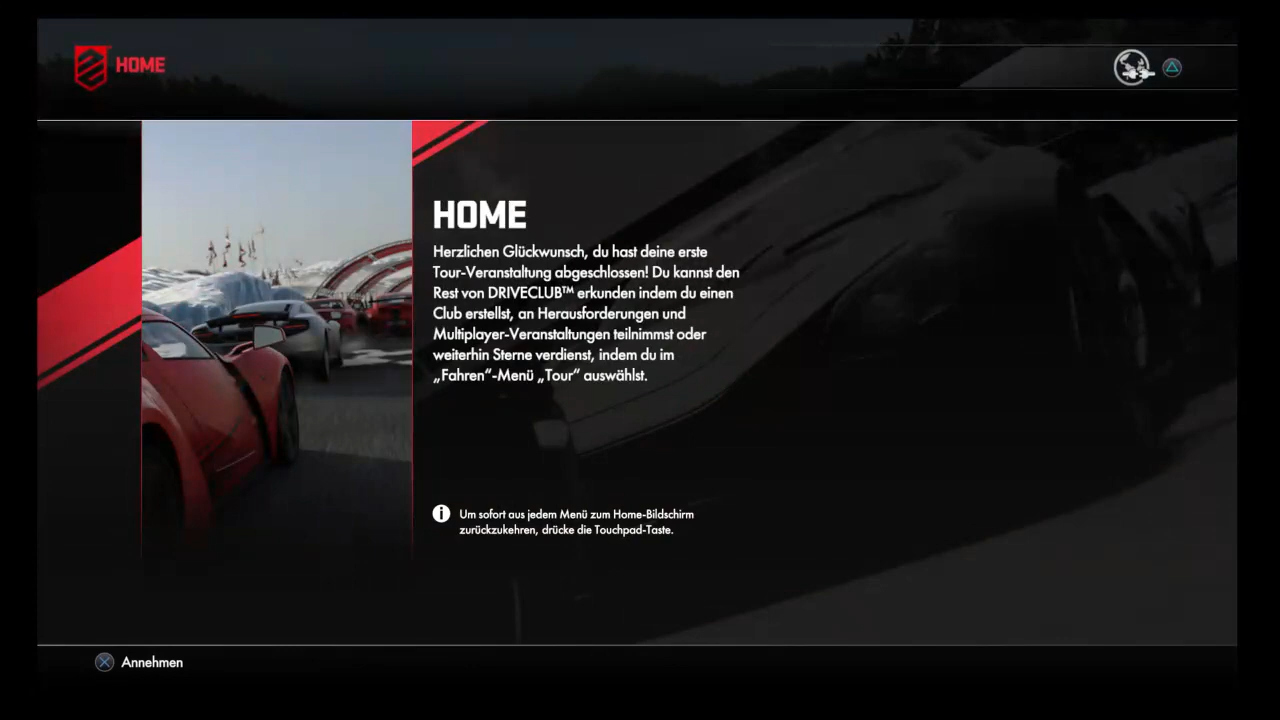 HOME
HOME
Herzlichen Glückwunsch, du hast deine erste
Tour-Veranstaltung abgeschlossen! Du kannst den
Rest von DRIVECLUB™ erkunden indem du einen
Club erstellst, an Herausforderungen und
Multiplayer-Veranstaltungen teilnimmst oder
weiterhin Sterne verdienst, indem du im
„Fahren“-Menü „Tour“ auswählst.
Um sofort aus jedem Menü zum Home-Bildschirm
zurückzukehren, drücke die Touchpad-Taste.
Annehmen